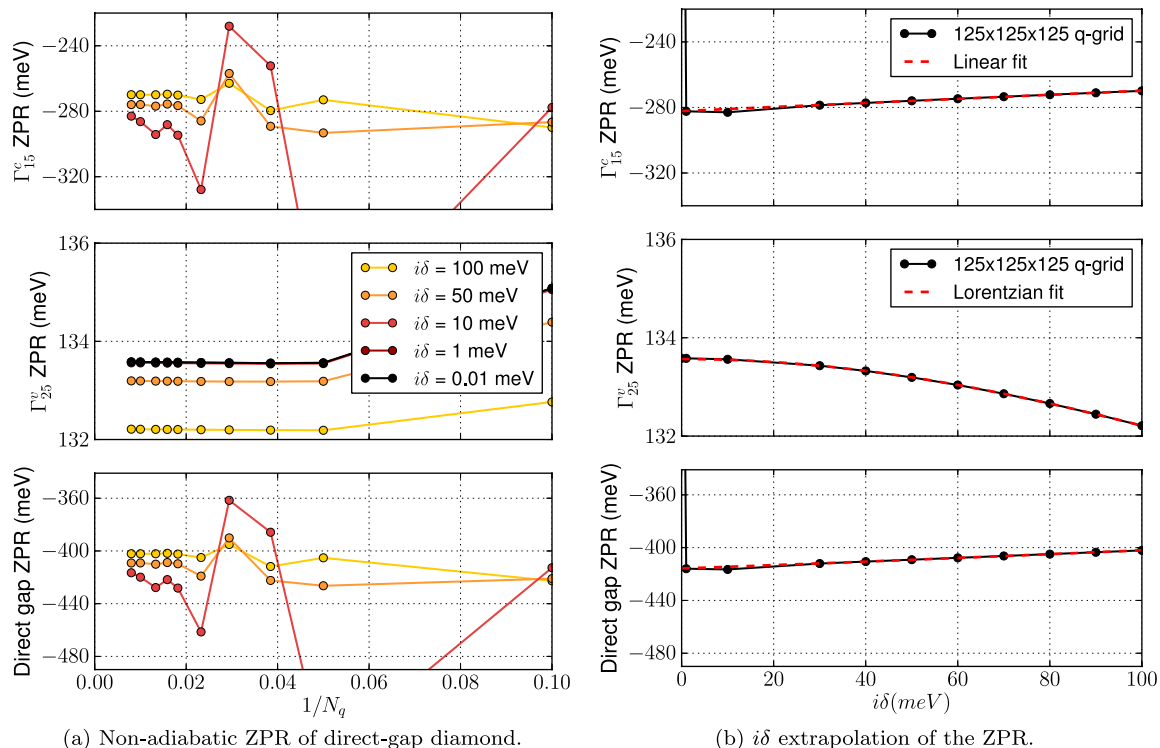 −240
−280
−320
Γᶜ₁₅ ZPR (meV)
136
134
132
Γᵛ₂₅ ZPR (meV)
iδ = 100 meV
iδ = 50 meV
iδ = 10 meV
iδ = 1 meV
iδ = 0.01 meV
−360
−400
−440
−480
Direct gap ZPR (meV)
0.00 0.02 0.04 0.06 0.08 0.10
1/N_q
(a) Non-adiabatic ZPR of direct-gap diamond.
−240
−280
−320
Γᶜ₁₅ ZPR (meV)
125x125x125 q-grid
Linear fit
136
134
132
Γᵛ₂₅ ZPR (meV)
125x125x125 q-grid
Lorentzian fit
−360
−400
−440
−480
Direct gap ZPR (meV)
0 20 40 60 80 100
iδ(meV)
(b) iδ extrapolation of the ZPR.